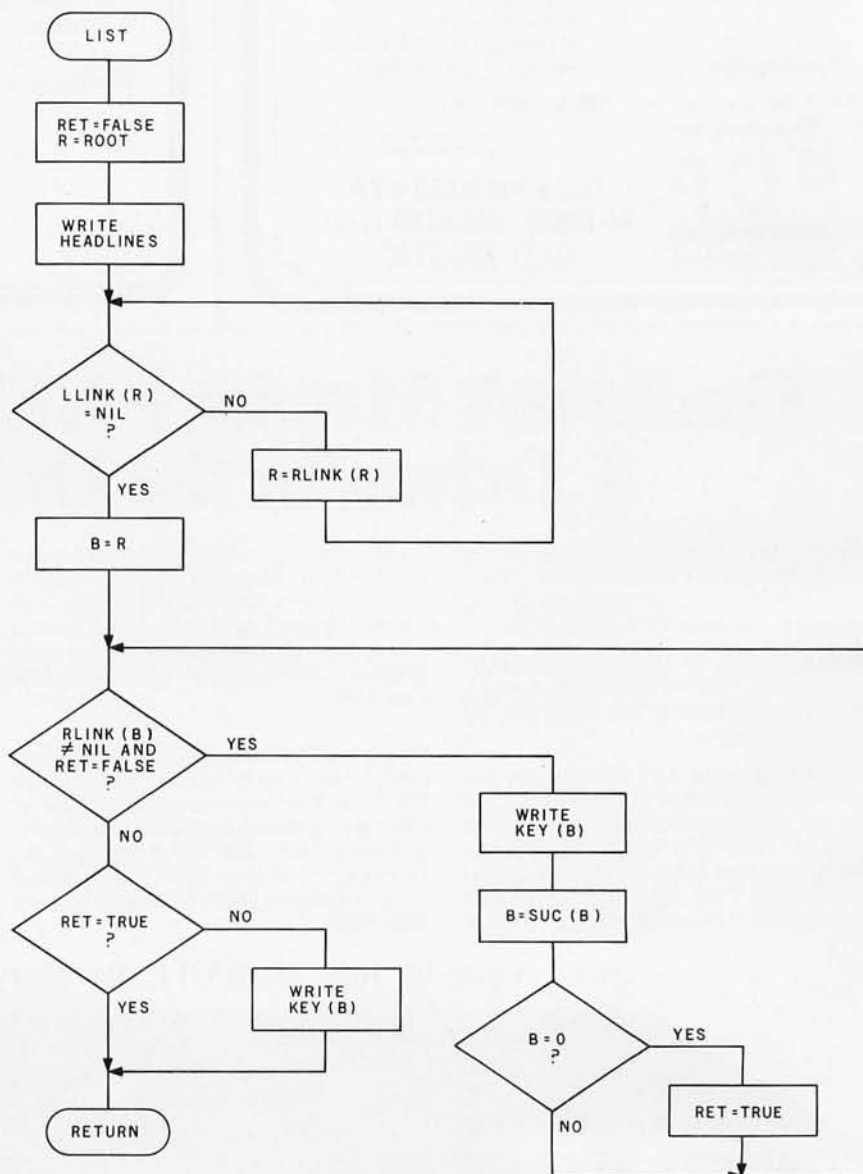 LIST
RET=FALSE
R=ROOT
WRITE
HEADLINES
LLINK (R)
=NIL
?
NO
R=RLINK (R)
YES
B=R
RLINK (B)
≠ NIL AND
RET=FALSE
?
YES
WRITE
KEY (B)
B=SUC (B)
NO
RET=TRUE
?
NO
WRITE
KEY (B)
YES
B=0
?
YES
RET=TRUE
NO
RETURN